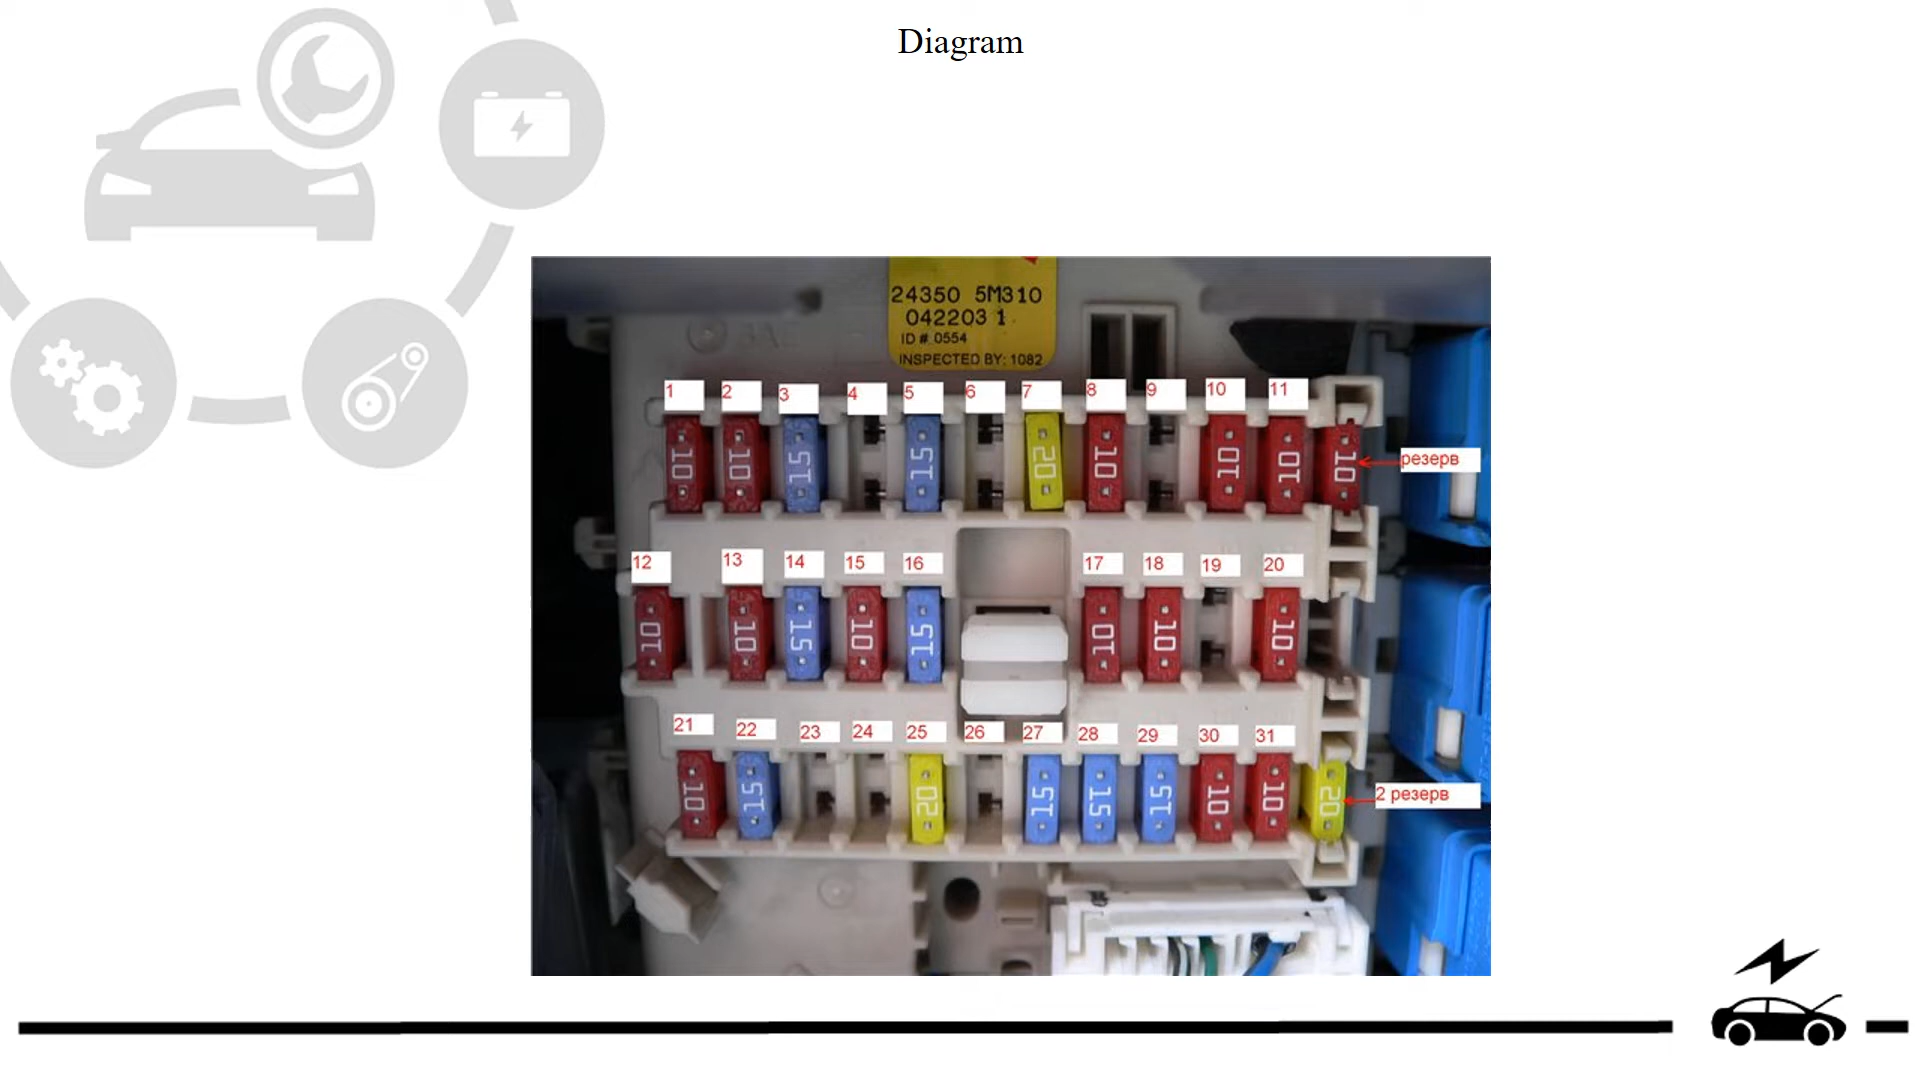 Diagram
24350 5M310
042203 1
ID # 0554
INSPECTED BY: 1082
1 2 3 4 5 6 7 8 9 10 11
10 10 15 15 20 10 10 10 10
резерв
12 13 14 15 16 17 18 19 20
10 10 15 10 15 10 10 10
21 22 23 24 25 26 27 28 29 30 31
10 15 20 15 15 15 10 10 20
2 резерв